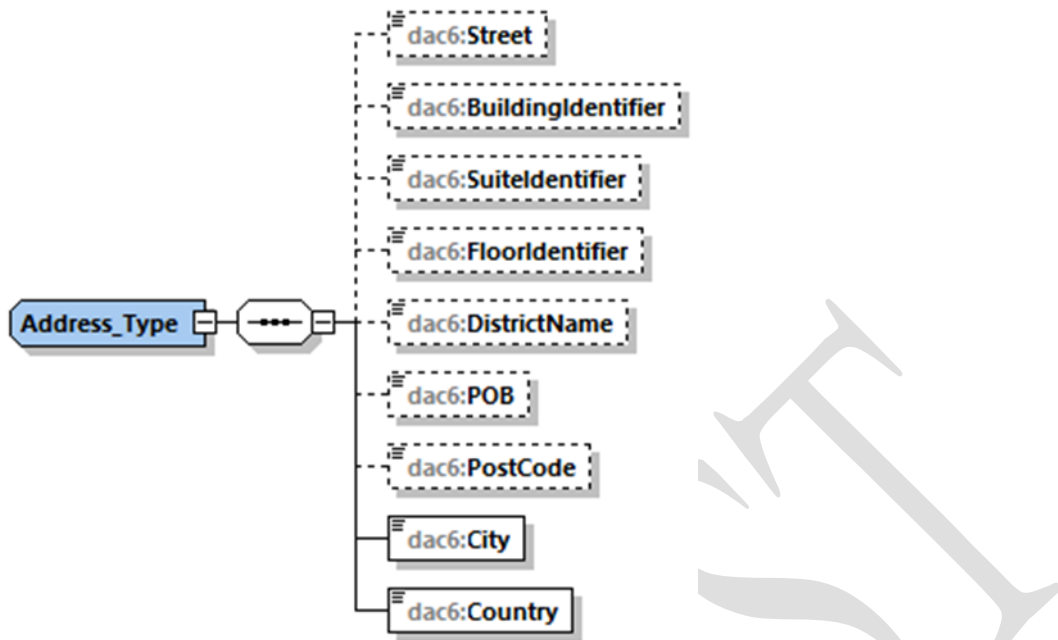 dac6:Street
dac6:BuildingIdentifier
dac6:SuiteIdentifier
dac6:FloorIdentifier
Address_Type
dac6:DistrictName
dac6:POB
dac6:PostCode
dac6:City
dac6:Country